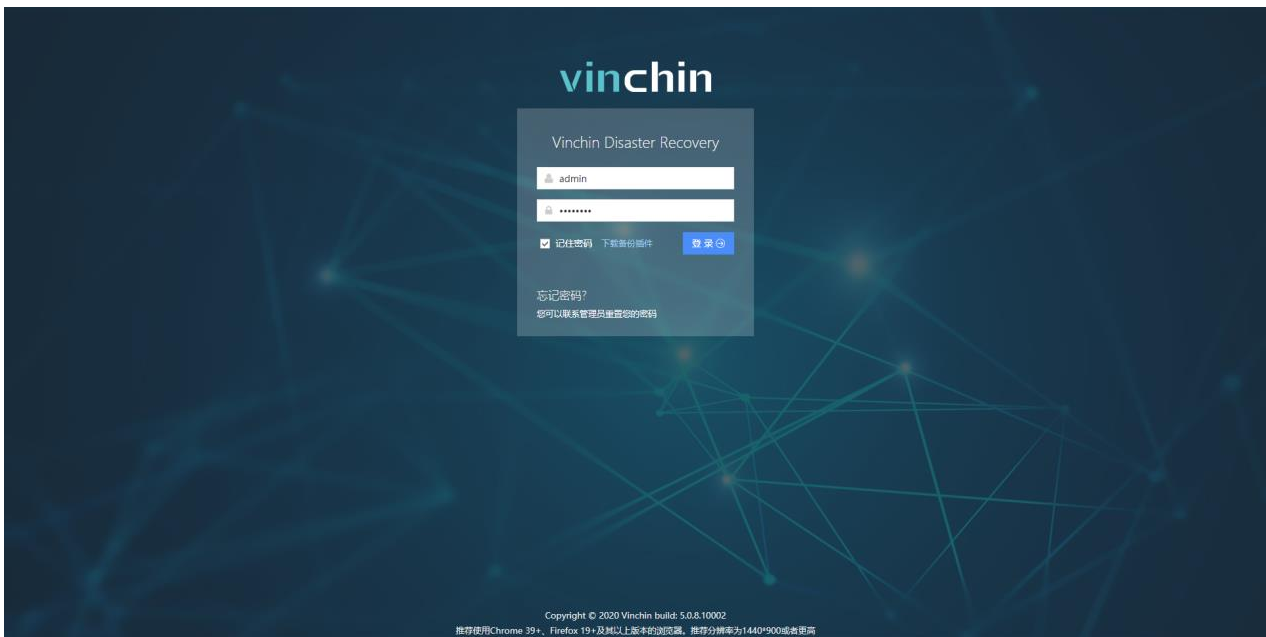 vinchin
Vinchin Disaster Recovery
admin
••••••••
记住密码 下载备份插件 登 录
忘记密码?
您可以联系管理员重置您的密码
Copyright © 2020 Vinchin build: 5.0.8.10002
推荐使用Chrome 39+、Firefox 19+及其以上版本的浏览器。推荐分辨率为1440*900或者更高